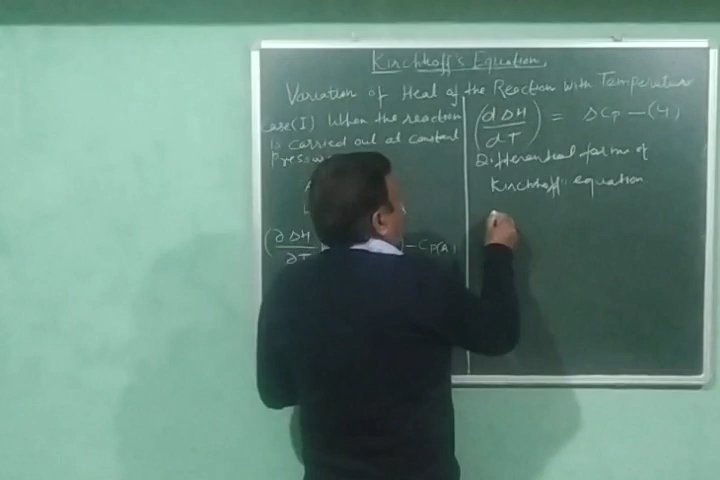 Kirchhoff's Equation.
Variation of Heat of the Reaction with Temperature
Case(I) When the reaction
is carried out at constant
Pressu
(∂ΔH
∂T
) - Cp(A)
(dΔH/dT) = ΔCp — (4)
Differential form of
Kirchhoff's equation